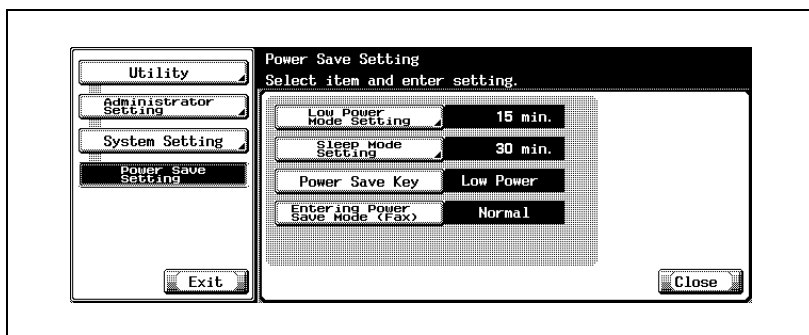 Utility
Administrator
Setting
System Setting
Power Save
Setting
Exit
Power Save Setting
Select item and enter setting.
Low Power
Mode Setting
15 min.
Sleep Mode
Setting
30 min.
Power Save Key
Low Power
Entering Power
Save Mode (Fax)
Normal
Close